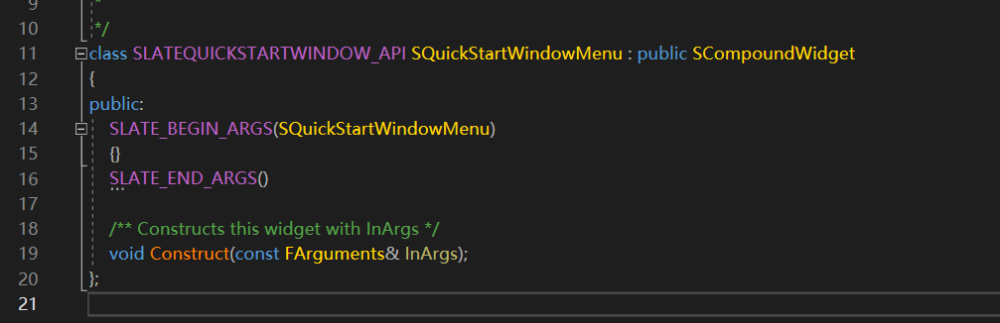 9 *
10 */
11 class SLATEQUICKSTARTWINDOW_API SQuickStartWindowMenu : public SCompoundWidget
12 {
13 public:
14 SLATE_BEGIN_ARGS(SQuickStartWindowMenu)
15 {}
16 SLATE_END_ARGS()
17
18 /** Constructs this widget with InArgs */
19 void Construct(const FArguments& InArgs);
20 };
21